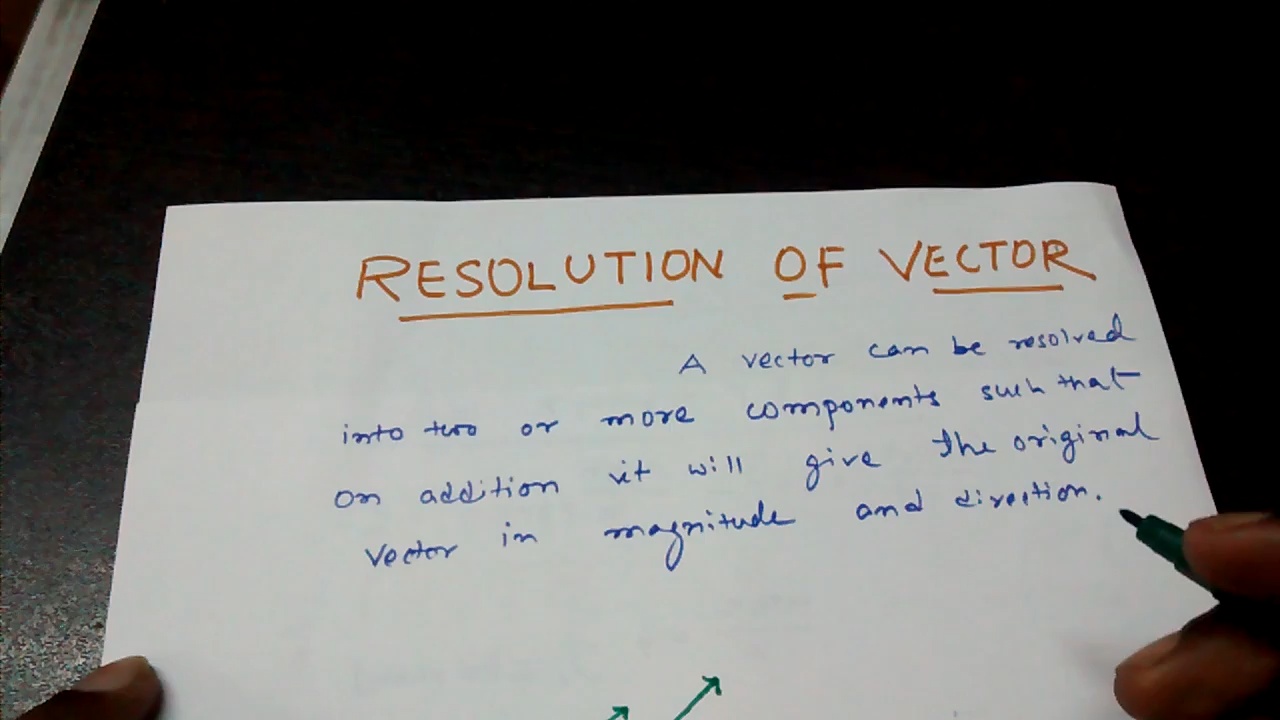 RESOLUTION OF VECTOR
A vector can be resolved
into two or more components such that
on addition it will give the original
vector in magnitude and direction.